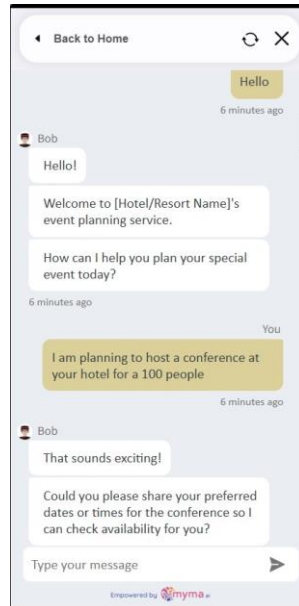 Back to Home
Hello
6 minutes ago
Bob
Hello!
Welcome to [Hotel/Resort Name]'s
event planning service.
How can I help you plan your special
event today?
6 minutes ago
You
I am planning to host a conference at
your hotel for a 100 people
6 minutes ago
Bob
That sounds exciting!
Could you please share your preferred
dates or times for the conference so I
can check availability for you?
Type your message
Empowered by myma.ai